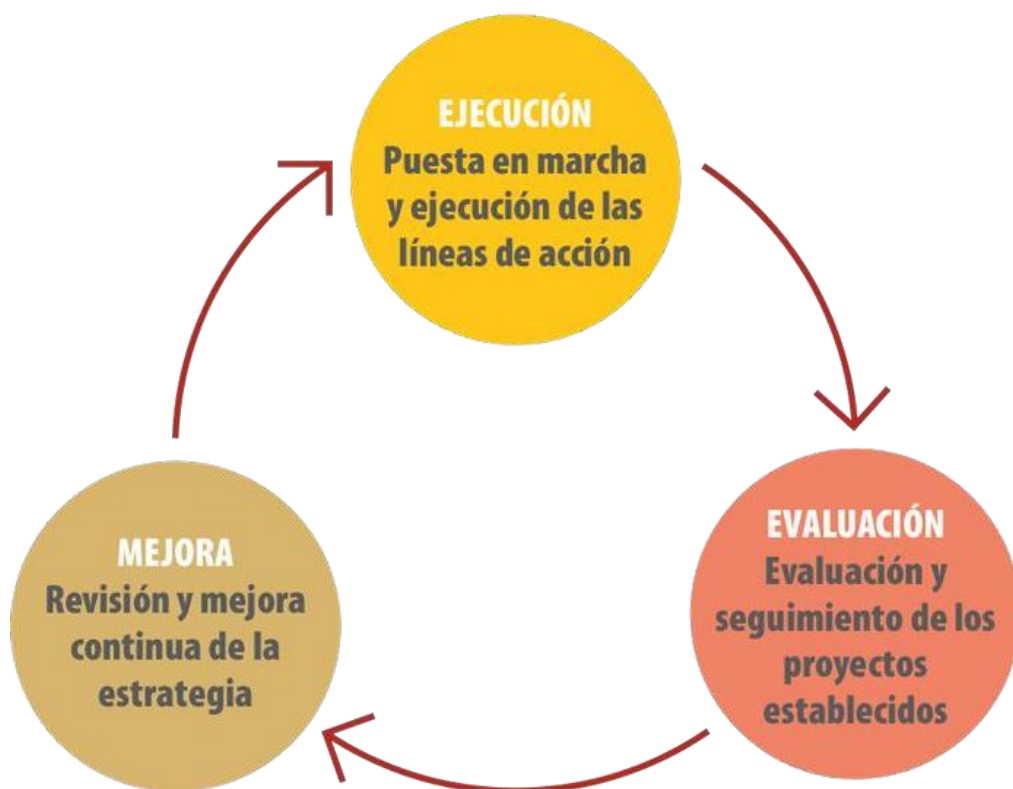 EJECUCIÓN
Puesta en marcha
y ejecución de las
líneas de acción
EVALUACIÓN
Evaluación y
seguimiento de los
proyectos
establecidos
MEJORA
Revisión y mejora
continua de la
estrategia